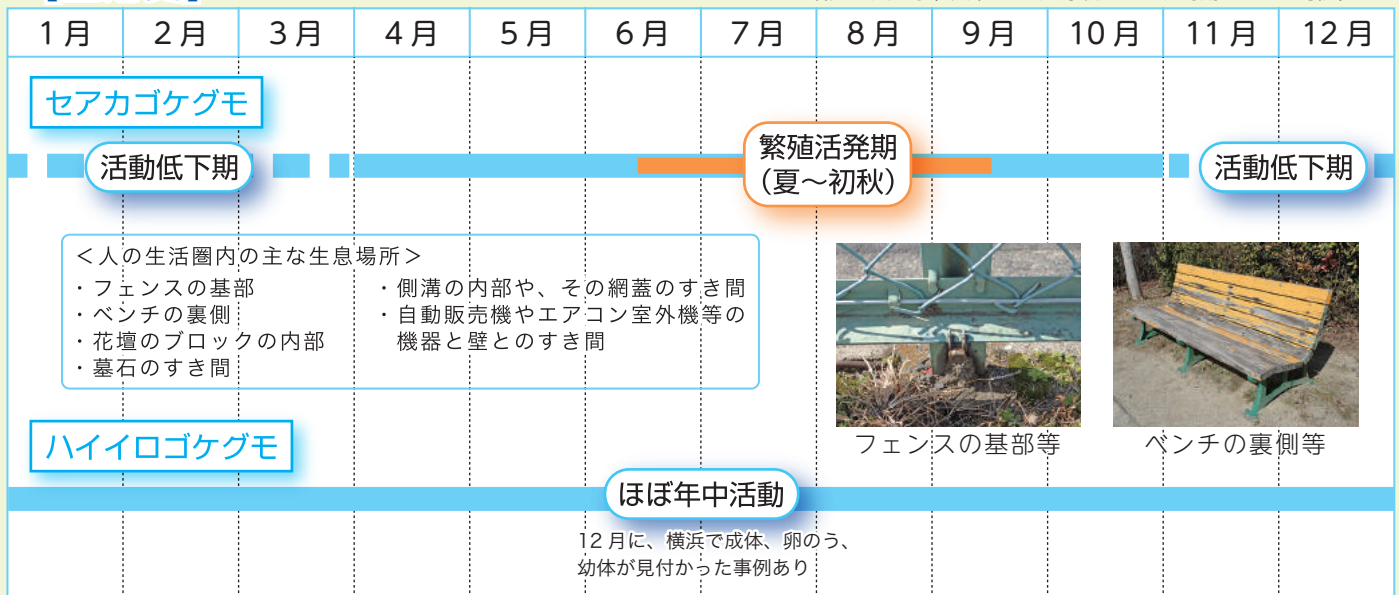 1月 2月 3月 4月 5月 6月 7月 8月 9月 10月 11月 12月
セアカゴケグモ
活動低下期
繁殖活発期
（夏～初秋）
活動低下期
＜人の生活圏内の主な生息場所＞
・フェンスの基部
・ベンチの裏側
・花壇のブロックの内部
・墓石のすき間
・側溝の内部や、その網蓋のすき間
・自動販売機やエアコン室外機等の
機器と壁とのすき間
フェンスの基部等
ベンチの裏側等
ハイイロゴケグモ
ほぼ年中活動
12月に、横浜で成体、卵のう、
幼体が見付かった事例あり